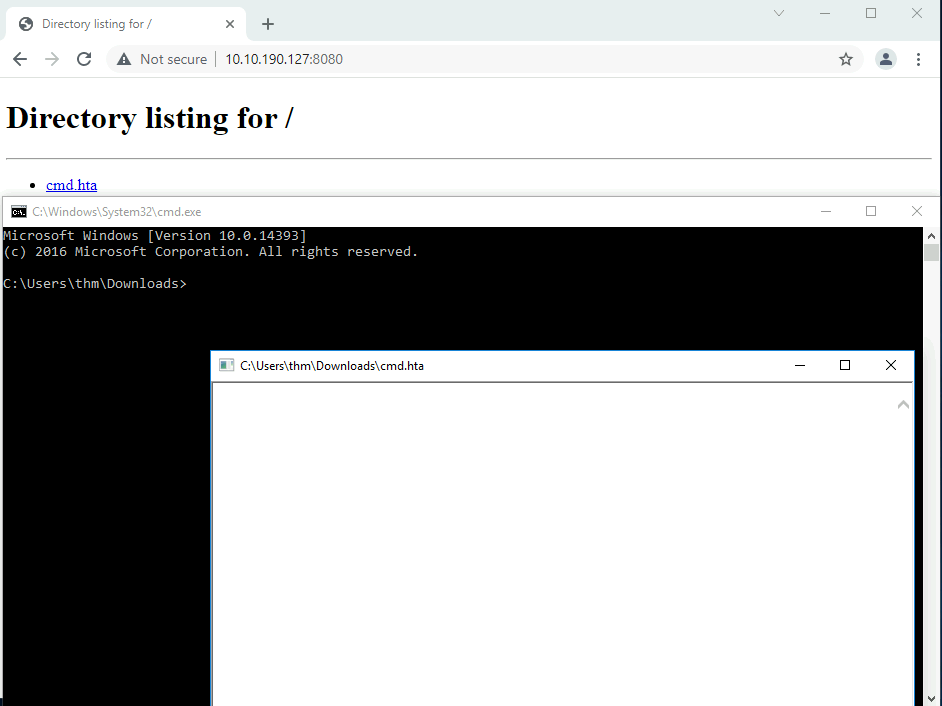 Directory listing for /
Not secure
10.10.190.127:8080
Directory listing for /
cmd.hta
C:\Windows\System32\cmd.exe
Microsoft Windows [Version 10.0.14393]
(c) 2016 Microsoft Corporation. All rights reserved.
C:\Users\thm\Downloads>
C:\Users\thm\Downloads\cmd.hta